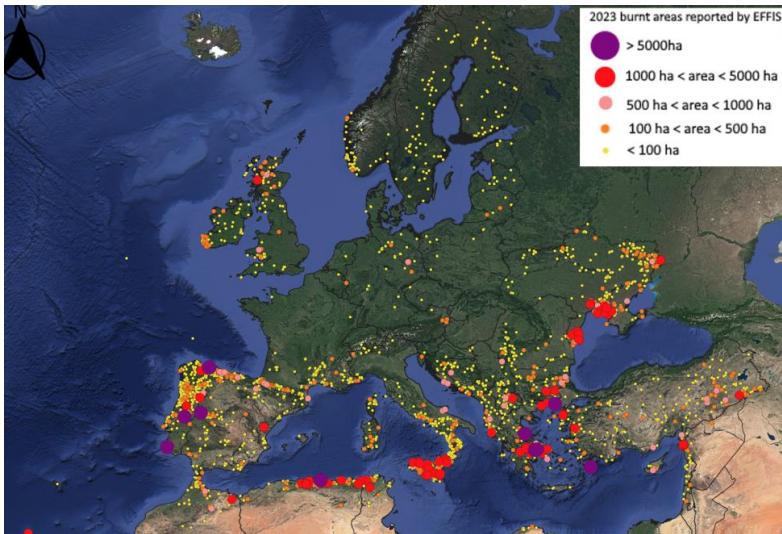 N
2023 burnt areas reported by EFFIS
> 5000ha
1000 ha < area < 5000 ha
500 ha < area < 1000 ha
100 ha < area < 500 ha
< 100 ha